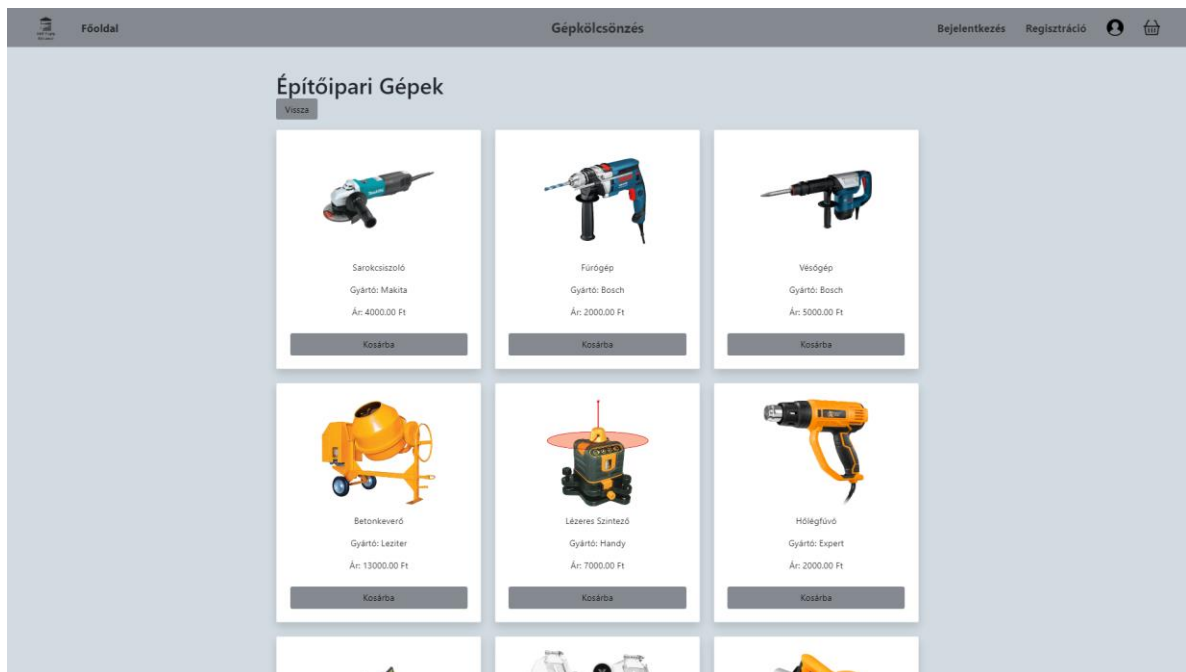 Főoldal
Gépkölcsönzés
Bejelentkezés
Regisztráció
Építőipari Gépek
Vissza
Sarokcsiszoló
Gyártó: Makita
Ár: 4000.00 Ft
Kosárba
Fúrógép
Gyártó: Bosch
Ár: 2000.00 Ft
Kosárba
Vésőgép
Gyártó: Bosch
Ár: 5000.00 Ft
Kosárba
Betonkeverő
Gyártó: Leziter
Ár: 13000.00 Ft
Kosárba
Lézeres Szintező
Gyártó: Handy
Ár: 7000.00 Ft
Kosárba
Hőlégfúvó
Gyártó: Expert
Ár: 2000.00 Ft
Kosárba